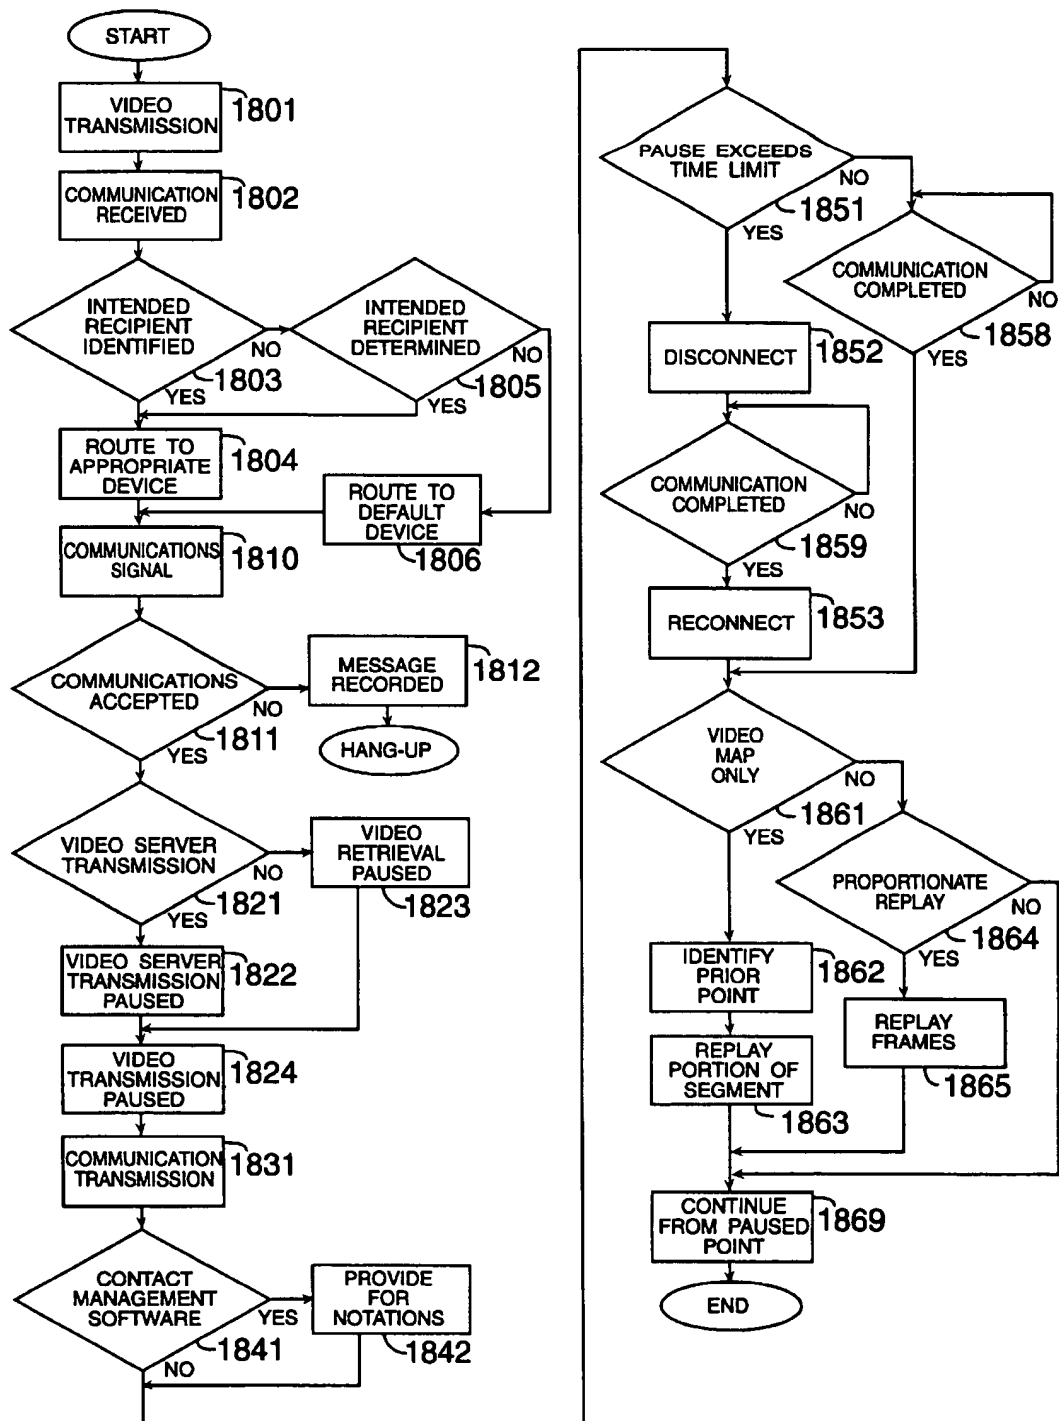 START
VIDEO
TRANSMISSION
1801
COMMUNICATION
RECEIVED
1802
INTENDED
RECIPIENT
IDENTIFIED
NO
1803
YES
INTENDED
RECIPIENT
DETERMINED
NO
1805
YES
ROUTE TO
APPROPRIATE
DEVICE
1804
ROUTE TO
DEFAULT
DEVICE
1806
COMMUNICATIONS
SIGNAL
1810
COMMUNICATIONS
ACCEPTED
NO
1811
YES
MESSAGE
RECORDED
1812
HANG-UP
VIDEO SERVER
TRANSMISSION
NO
1821
YES
VIDEO
RETRIEVAL
PAUSED
1823
VIDEO SERVER
TRANSMISSION
PAUSED
1822
VIDEO
TRANSMISSION
PAUSED
1824
COMMUNICATION
TRANSMISSION
1831
CONTACT
MANAGEMENT
SOFTWARE
YES
1841
NO
PROVIDE
FOR
NOTATIONS
1842
PAUSE EXCEEDS
TIME LIMIT
NO
1851
YES
COMMUNICATION
COMPLETED
NO
1858
YES
DISCONNECT
1852
COMMUNICATION
COMPLETED
NO
1859
YES
RECONNECT
1853
VIDEO
MAP
ONLY
NO
1861
YES
PROPORTIONATE
REPLAY
NO
1864
YES
IDENTIFY
PRIOR
POINT
1862
REPLAY
FRAMES
1865
REPLAY
PORTION OF
SEGMENT
1863
CONTINUE
FROM PAUSED
POINT
1869
END